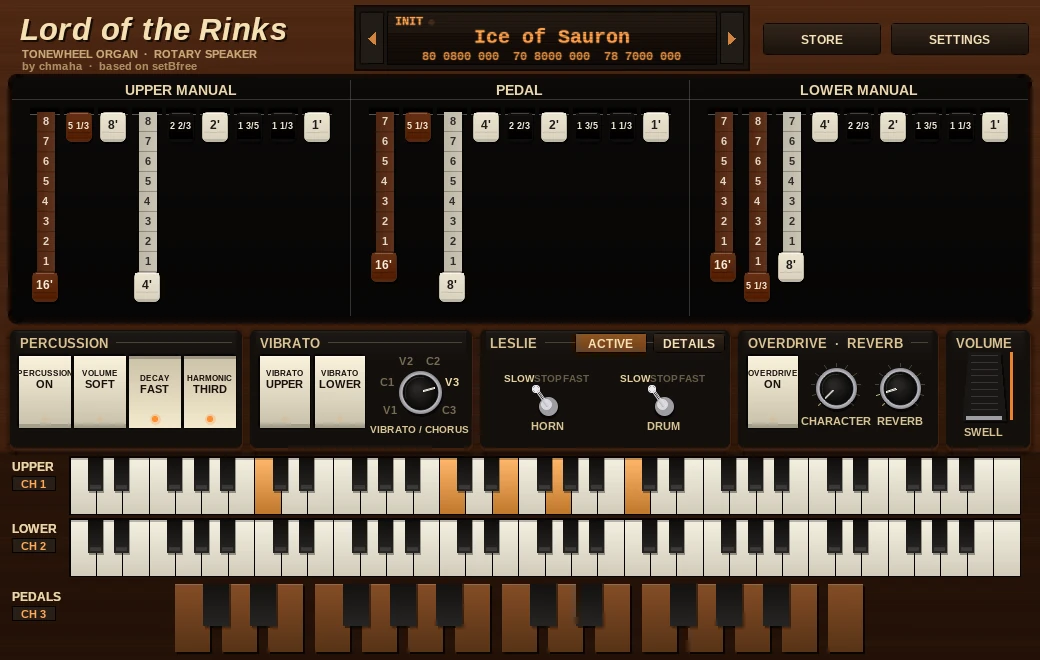 Lord of the Rinks
TONEWHEEL ORGAN · ROTARY SPEAKER
by chmaha · based on setBfree
INIT
Ice of Sauron
80 0800 000 70 8000 000 78 7000 000
STORE
SETTINGS
UPPER MANUAL
PEDAL
LOWER MANUAL
8 5 1/3 8' 8 2 2/3 2' 1 3/5 1 1/3 1'
7 7
6 6
5 5
4 4
3 3
2 2
1 1
16' 4'
7 5 1/3 8 4' 2 2/3 2' 1 3/5 1 1/3 1'
6 7
5 6
4 5
3 4
2 3
1 2
16' 1
8'
7 8 7 4' 2 2/3 2' 1 3/5 1 1/3 1'
6 7 6
5 6 5
4 5 4
3 4 3
2 3 2
1 2 1
16' 1 8'
5 1/3
PERCUSSION
PERCUSSION ON
VOLUME SOFT
DECAY FAST
HARMONIC THIRD
VIBRATO
VIBRATO UPPER
VIBRATO LOWER
V2 C2
C1 V3
V1 C3
VIBRATO / CHORUS
LESLIE
ACTIVE
DETAILS
SLOW STOP FAST
HORN
SLOW STOP FAST
DRUM
OVERDRIVE · REVERB
OVERDRIVE ON
CHARACTER
REVERB
VOLUME
SWELL
UPPER
CH 1
LOWER
CH 2
PEDALS
CH 3